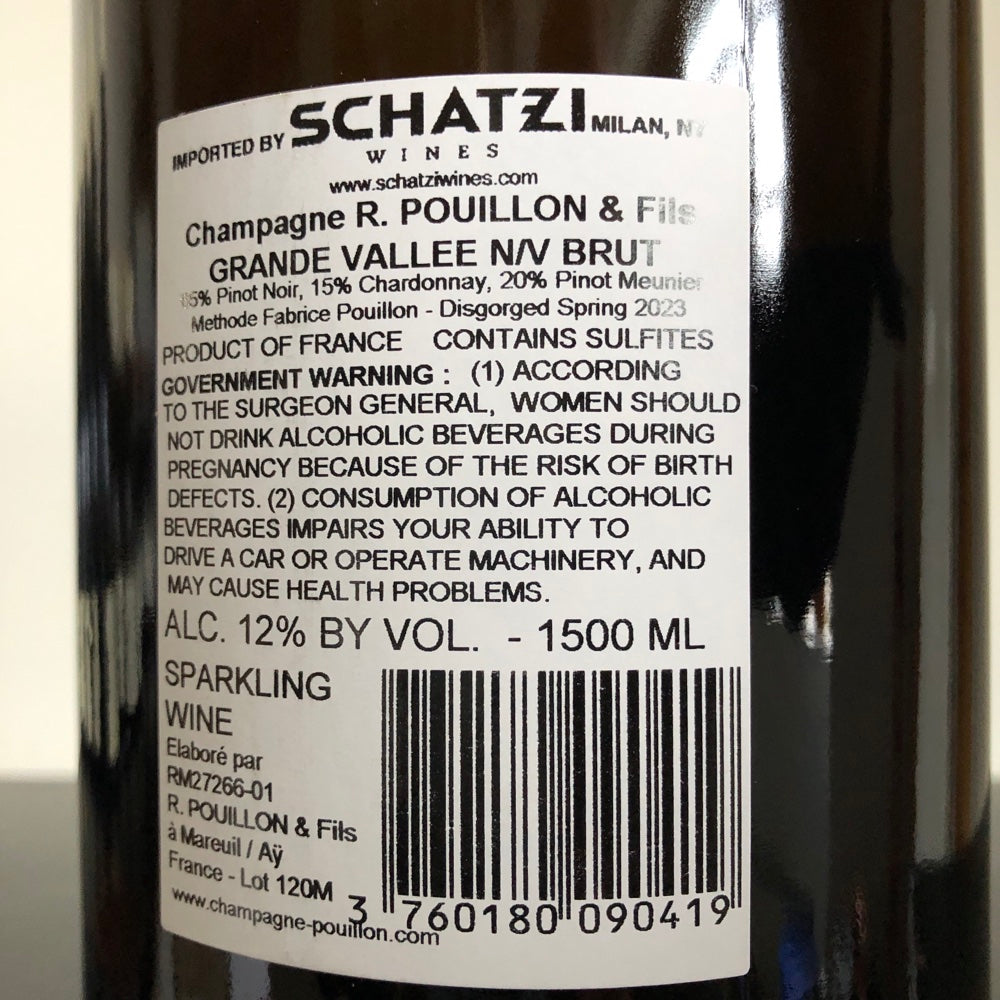 IMPORTED BY SCHATZI MILAN, NY
WINES
www.schatziwines.com
Champagne R. POUILLON & Fils
GRANDE VALLEE N/V BRUT
65% Pinot Noir, 15% Chardonnay, 20% Pinot Meunier
Methode Fabrice Pouillon - Disgorged Spring 2023
PRODUCT OF FRANCE CONTAINS SULFITES
GOVERNMENT WARNING : (1) ACCORDING
TO THE SURGEON GENERAL, WOMEN SHOULD
NOT DRINK ALCOHOLIC BEVERAGES DURING
PREGNANCY BECAUSE OF THE RISK OF BIRTH
DEFECTS. (2) CONSUMPTION OF ALCOHOLIC
BEVERAGES IMPAIRS YOUR ABILITY TO
DRIVE A CAR OR OPERATE MACHINERY, AND
MAY CAUSE HEALTH PROBLEMS.
ALC. 12% BY VOL. - 1500 ML
SPARKLING
WINE
Elaboré par
RM27266-01
R. POUILLON & Fils
à Mareuil / Aÿ
France - Lot 120M
www.champagne-pouillon.com
3 760180 090419